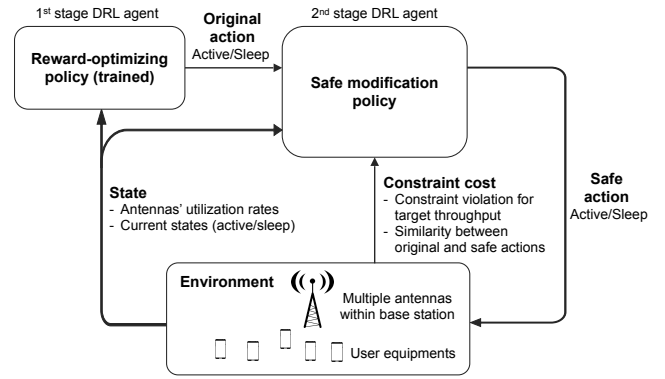 1st stage DRL agent
Original
action
Active/Sleep
2nd stage DRL agent
Reward-optimizing
policy (trained)
Safe modification
policy
State
- Antennas' utilization rates
- Current states (active/sleep)
Constraint cost
- Constraint violation for
target throughput
- Similarity between
original and safe actions
Safe
action
Active/Sleep
Environment
Multiple antennas
within base station
User equipments